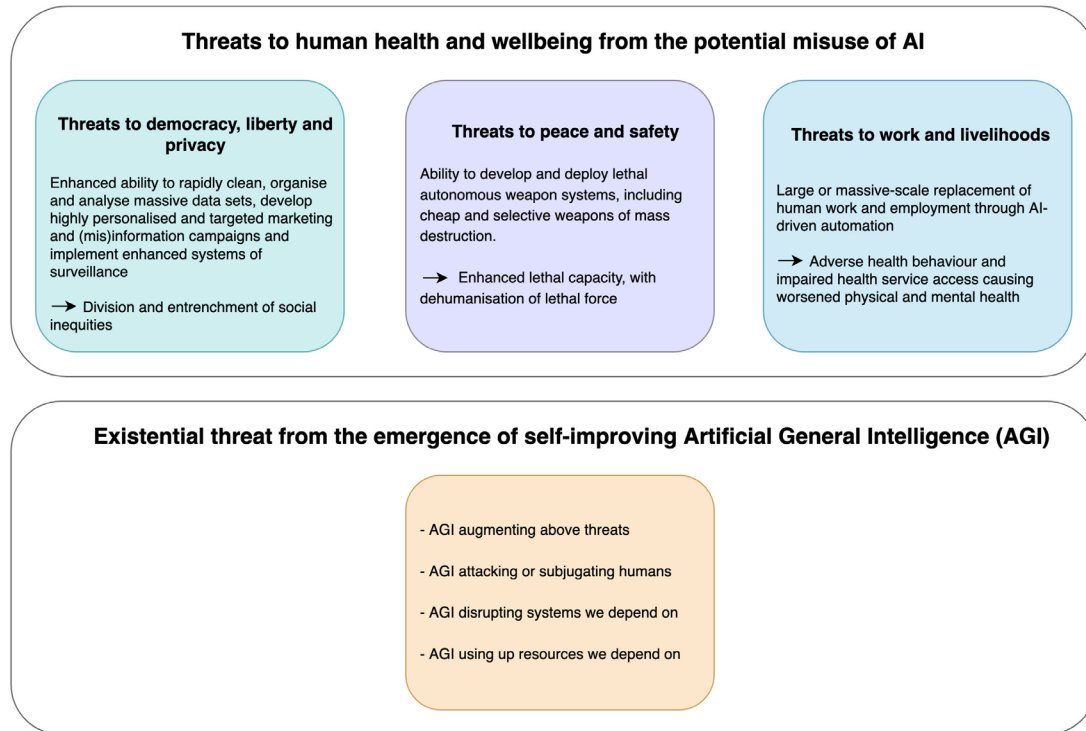 Threats to human health and wellbeing from the potential misuse of AI
Threats to democracy, liberty and
privacy
Enhanced ability to rapidly clean, organise
and analyse massive data sets, develop
highly personalised and targeted marketing
and (mis)information campaigns and
implement enhanced systems of
surveillance
→ Division and entrenchment of social
inequities
Threats to peace and safety
Ability to develop and deploy lethal
autonomous weapon systems, including
cheap and selective weapons of mass
destruction.
→ Enhanced lethal capacity, with
dehumanisation of lethal force
Threats to work and livelihoods
Large or massive-scale replacement of
human work and employment through AI-
driven automation
→ Adverse health behaviour and
impaired health service access causing
worsened physical and mental health
Existential threat from the emergence of self-improving Artificial General Intelligence (AGI)
- AGI augmenting above threats
- AGI attacking or subjugating humans
- AGI disrupting systems we depend on
- AGI using up resources we depend on